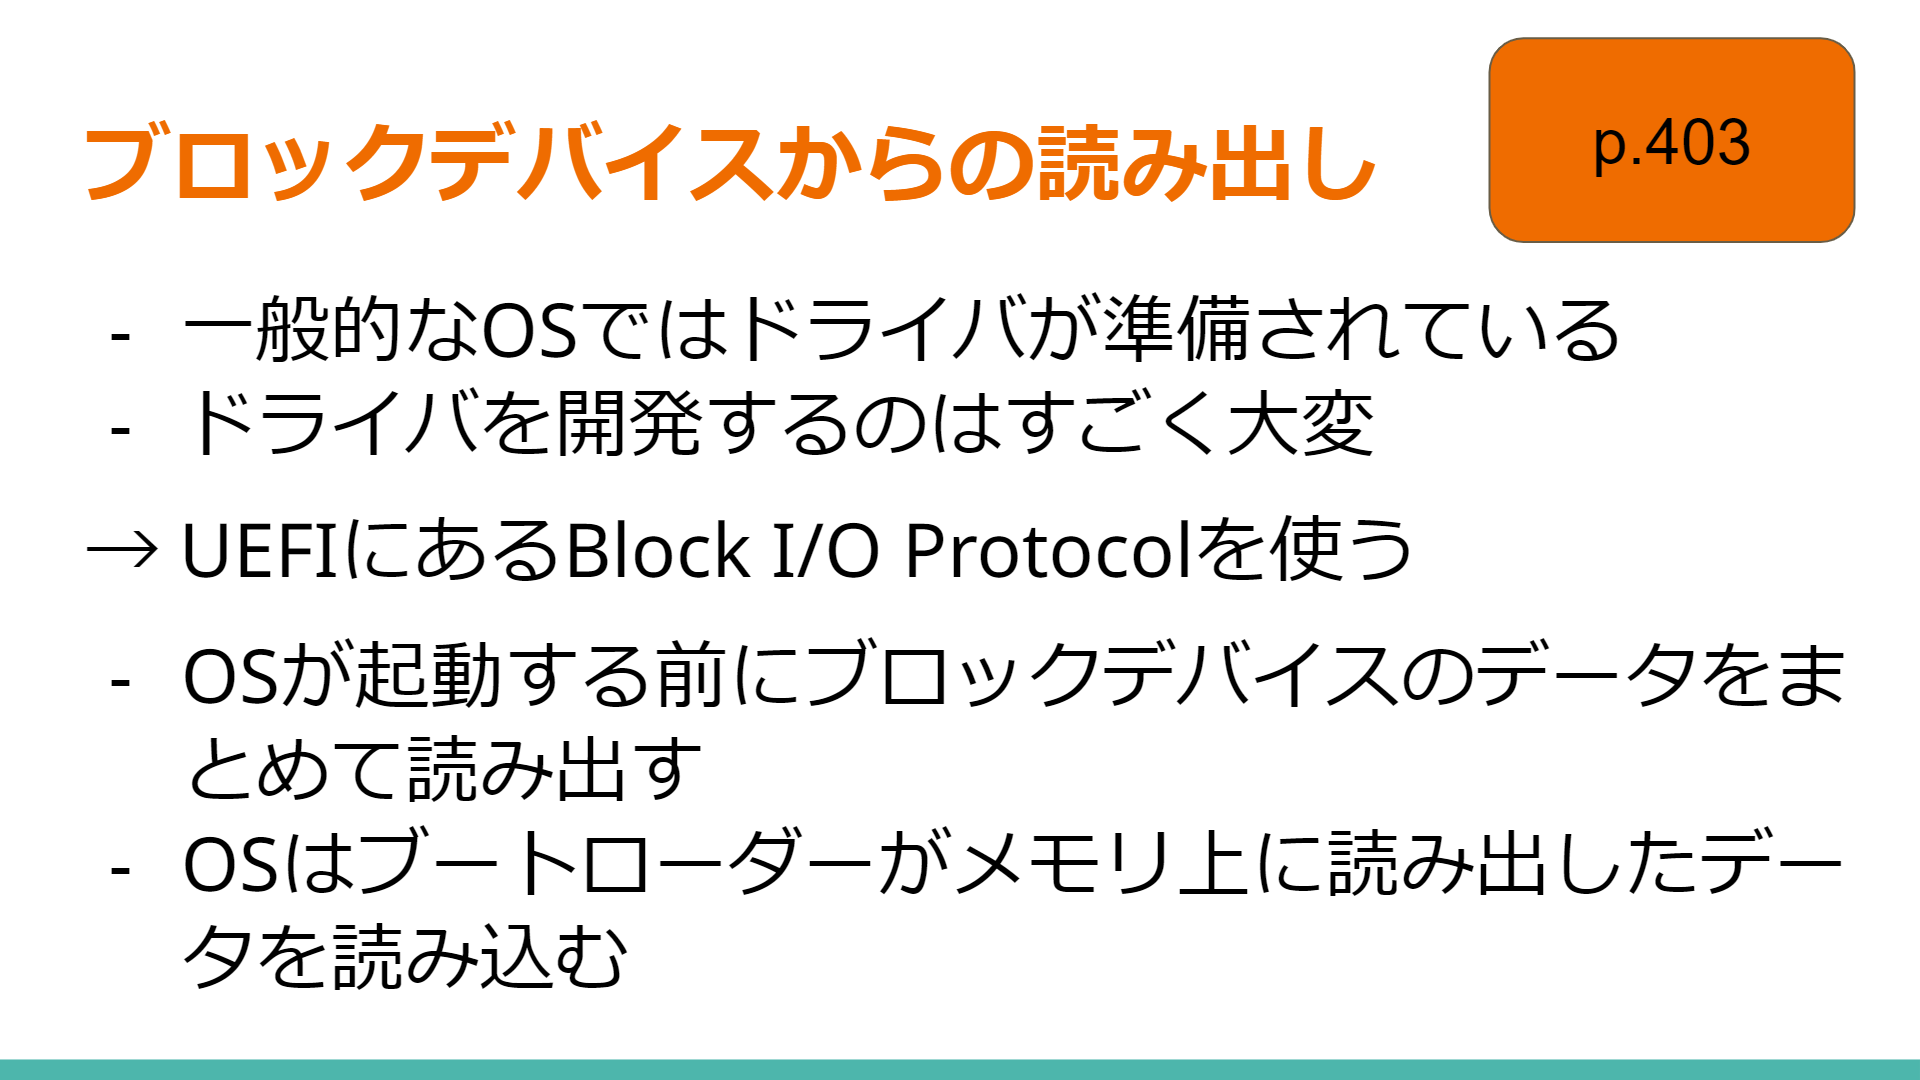 ブロックデバイスからの読み出し
p.403
- 一般的なOSではドライバが準備されている
- ドライバを開発するのはすごく大変
→ UEFIにあるBlock I/O Protocolを使う
- OSが起動する前にブロックデバイスのデータをま
とめて読み出す
- OSはブートローダーがメモリ上に読み出したデー
タを読み込む